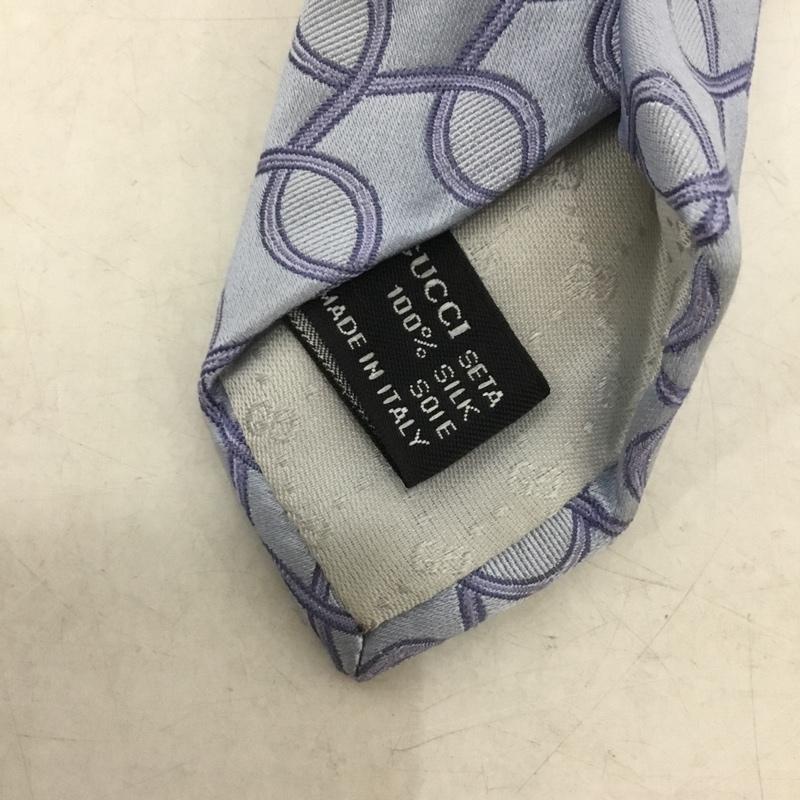 GUCCI
100% SETA
SILK
SOIE
MADE IN ITALY